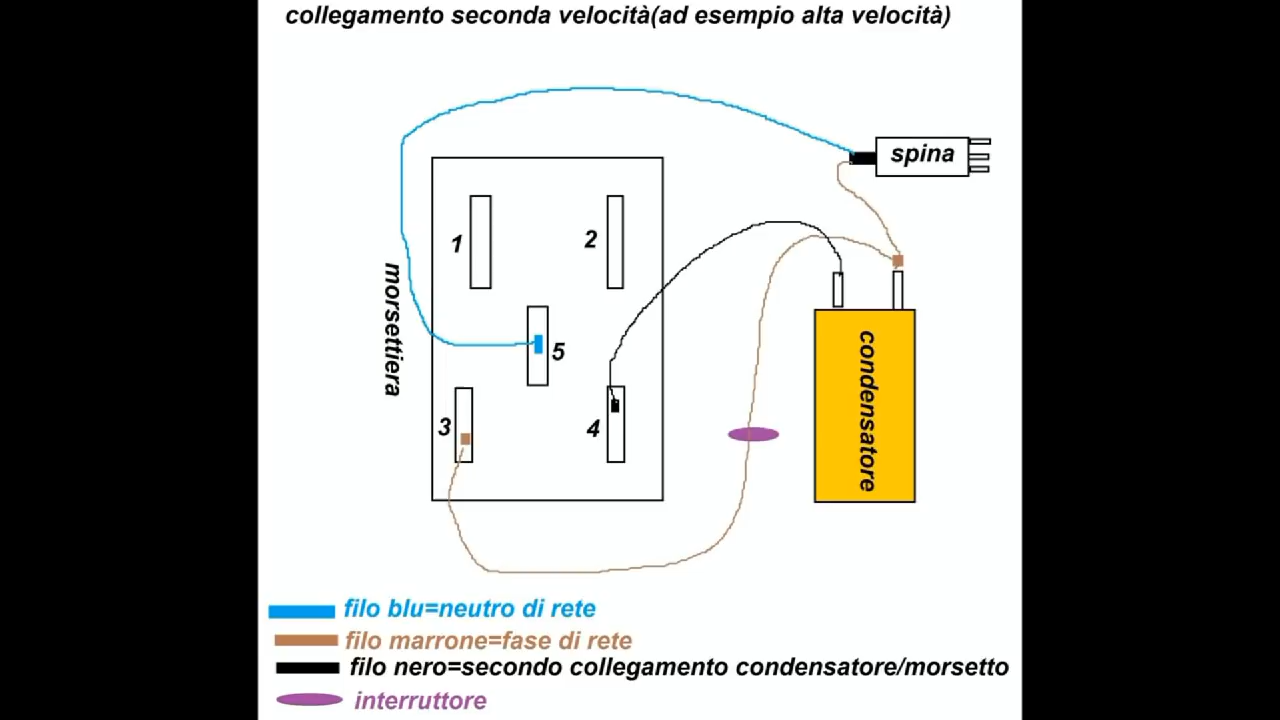 collegamento seconda velocità(ad esempio alta velocità)
spina
1
2
morsettiera
5
condensatore
3
4
filo blu=neutro di rete
filo marrone=fase di rete
filo nero=secondo collegamento condensatore/morsetto
interruttore